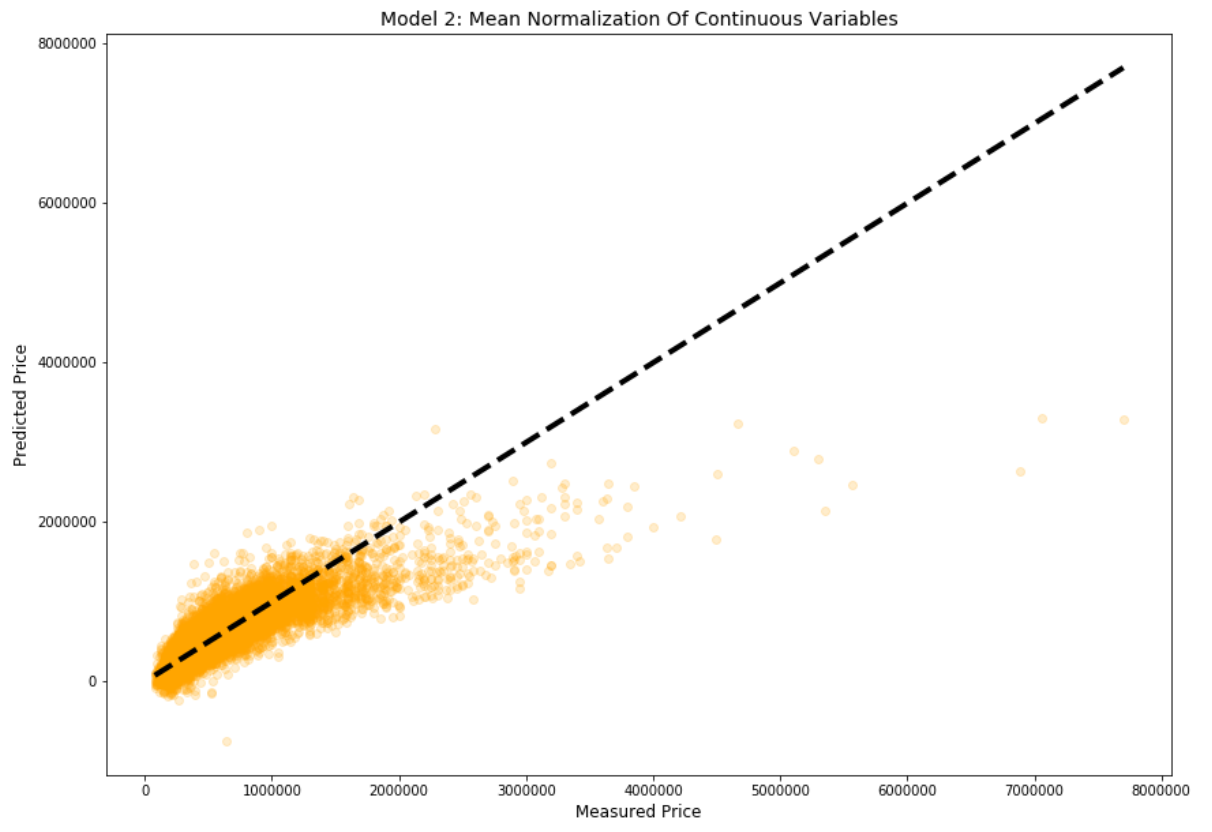 Model 2: Mean Normalization Of Continuous Variables
8000000
6000000
4000000
2000000
0
Predicted Price
0 1000000 2000000 3000000 4000000 5000000 6000000 7000000 8000000
Measured Price